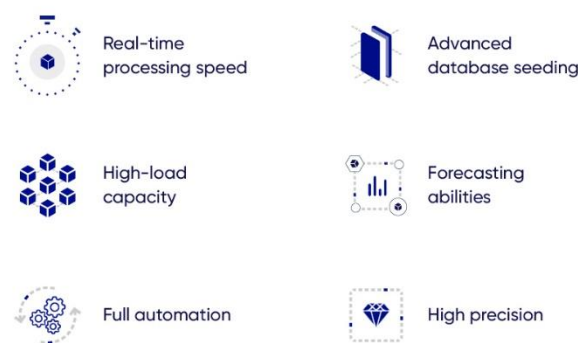 Real-time
processing speed
Advanced
database seeding
High-load
capacity
Forecasting
abilities
Full automation
High precision